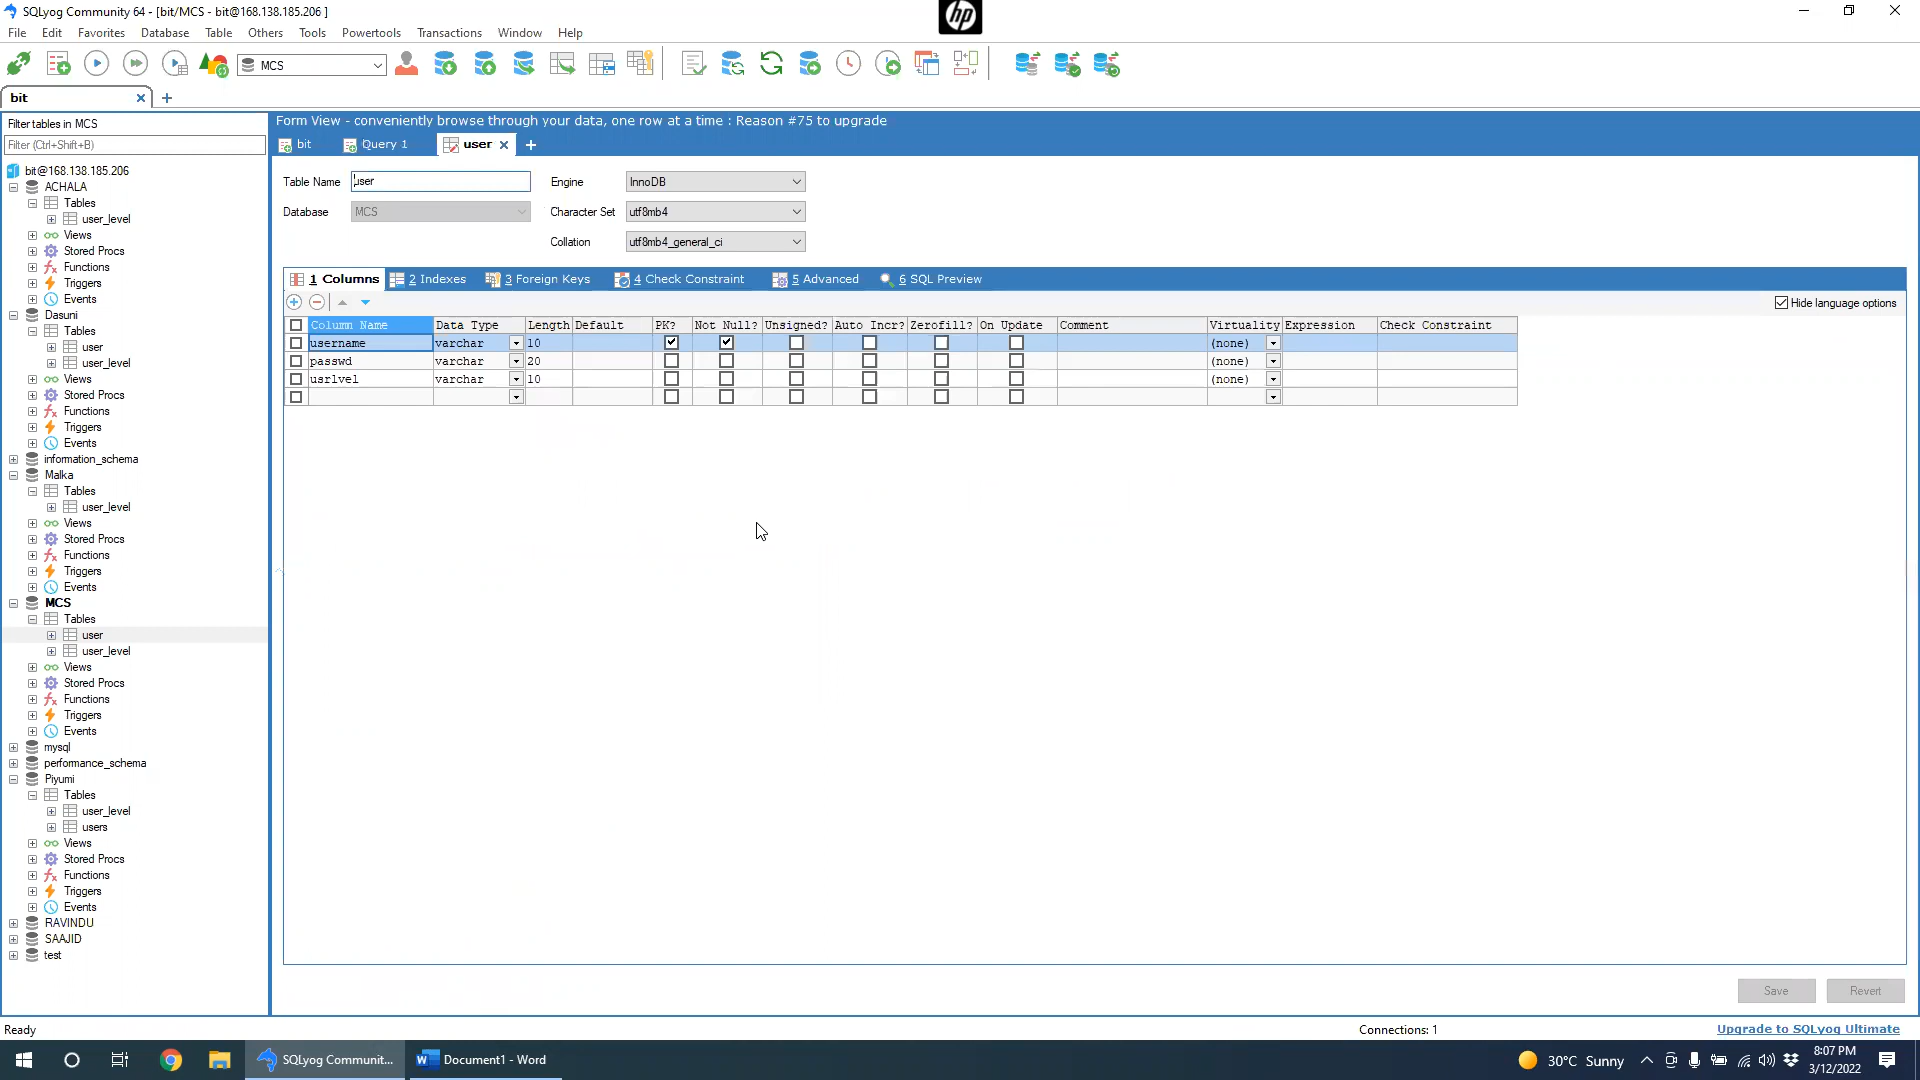 SQLyog Community 64 - [bit/MCS - bit@168.138.185.206 ]
hp
File Edit Favorites Database Table Others Tools Powertools Transactions Window Help
MCS
bit
Filter tables in MCS
Filter (Ctrl+Shift+B)
bit@168.138.185.206
ACHALA
Tables
user_level
Views
Stored Procs
Functions
Triggers
Events
Dasuni
Tables
user
user_level
Views
Stored Procs
Functions
Triggers
Events
information_schema
Malka
Tables
user_level
Views
Stored Procs
Functions
Triggers
Events
MCS
Tables
user
user_level
Views
Stored Procs
Functions
Triggers
Events
mysql
performance_schema
Piyumi
Tables
user_level
users
Views
Stored Procs
Functions
Triggers
Events
RAVINDU
SAAJID
test
Form View - conveniently browse through your data, one row at a time : Reason #75 to upgrade
bit Query 1 user
Table Name user Engine InnoDB
Database MCS Character Set utf8mb4
Collation utf8mb4_general_ci
1 Columns 2 Indexes 3 Foreign Keys 4 Check Constraint 5 Advanced 6 SQL Preview
Hide language options
Column Name Data Type Length Default PK? Not Null? Unsigned? Auto Incr? Zerofill? On Update Comment Virtuality Expression Check Constraint
username varchar 10 (none)
passwd varchar 20 (none)
usrlvel varchar 10 (none)
Save Revert
Ready Connections: 1 Upgrade to SQLyog Ultimate
SQLyog Communit... Document1 - Word 30°C Sunny 8:07 PM
3/12/2022